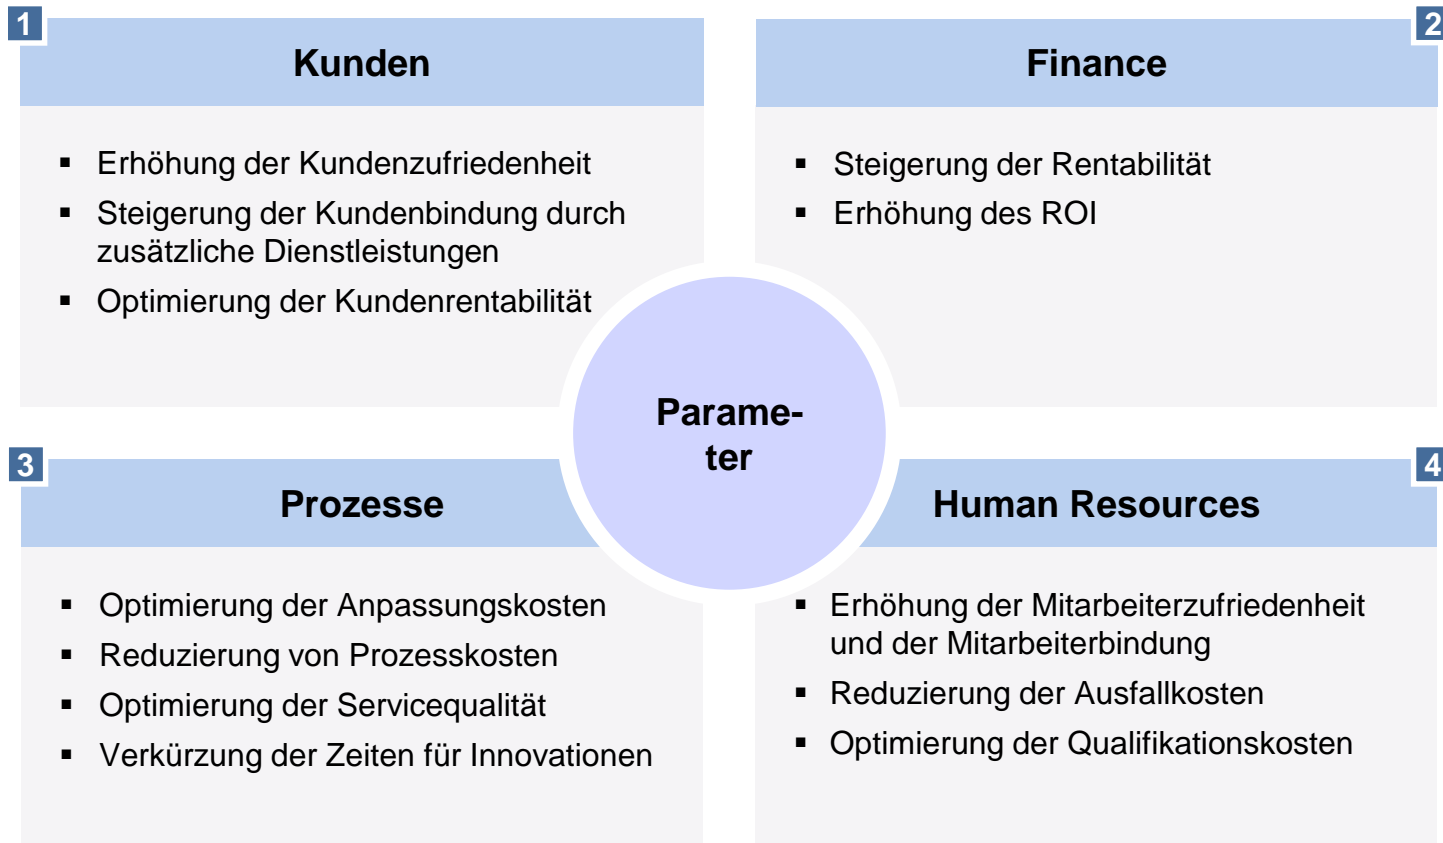 1
Kunden
▪ Erhöhung der Kundenzufriedenheit
▪ Steigerung der Kundenbindung durch
zusätzliche Dienstleistungen
▪ Optimierung der Kundenrentabilität
2
Finance
▪ Steigerung der Rentabilität
▪ Erhöhung des ROI
Parame-
ter
3
Prozesse
▪ Optimierung der Anpassungskosten
▪ Reduzierung von Prozesskosten
▪ Optimierung der Servicequalität
▪ Verkürzung der Zeiten für Innovationen
4
Human Resources
▪ Erhöhung der Mitarbeiterzufriedenheit
und der Mitarbeiterbindung
▪ Reduzierung der Ausfallkosten
▪ Optimierung der Qualifikationskosten